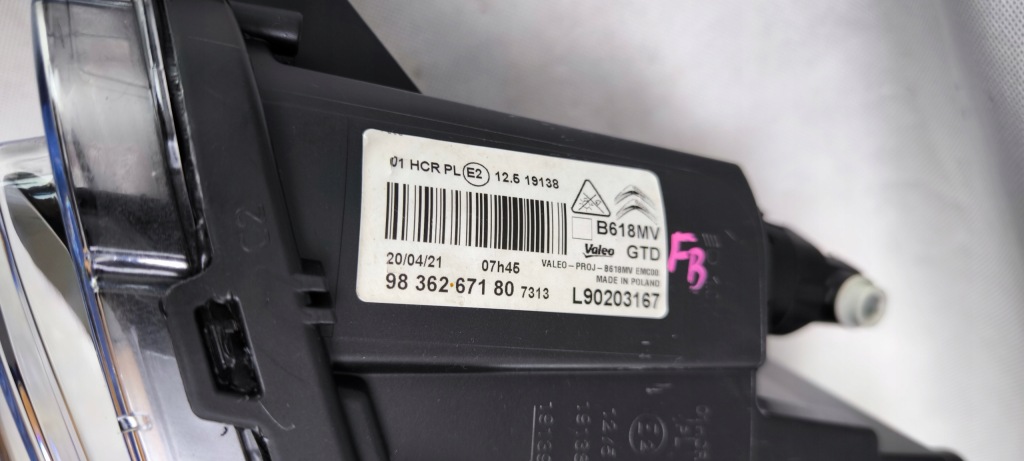 01 HCR PL E2 12.5 19138
B618MV
Valeo GTD
20/04/21 07h45 VALEO-PROJ-B618MV EMC00
MADE IN POLAND
98 362 671 80 7313 L90203167
FB
E2